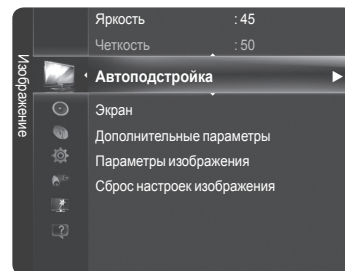 Изображение
Яркость : 45
Четкость : 50
Автоподстройка
Экран
Дополнительные параметры
Параметры изображения
Сброс настроек изображения